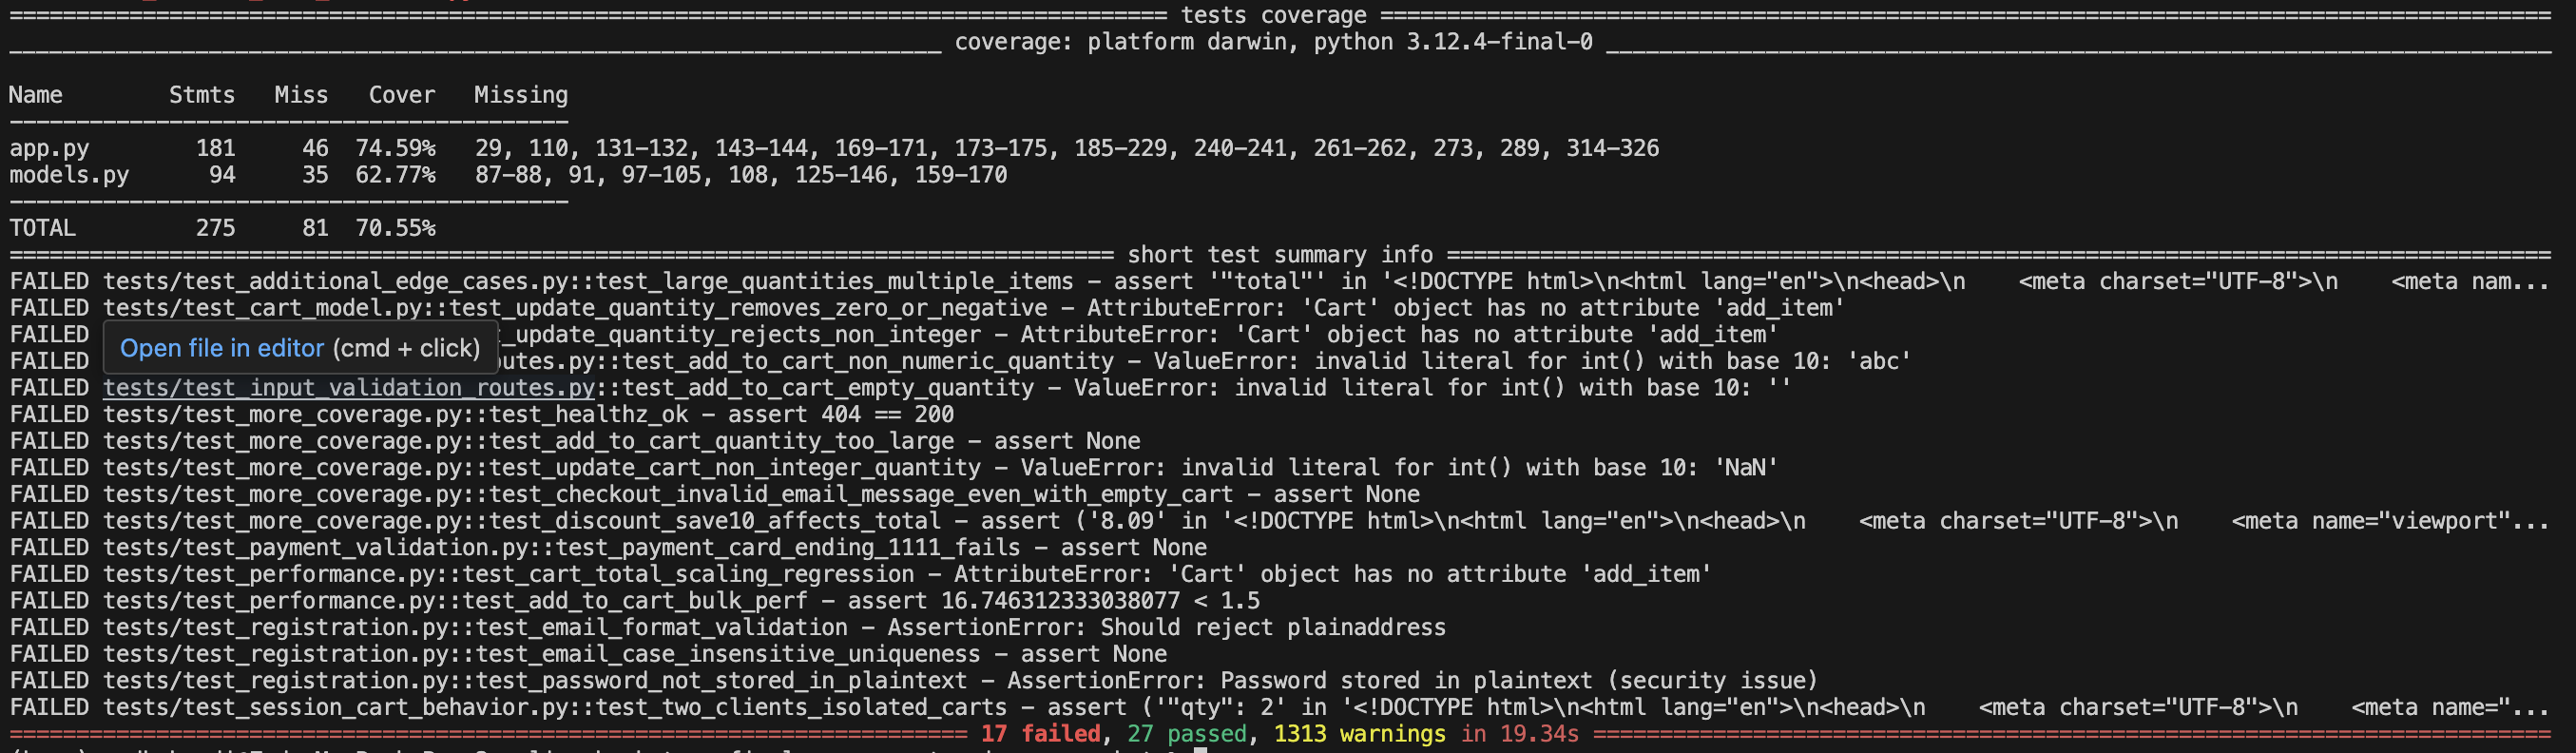 ================ tests coverage ================
________________ coverage: platform darwin, python 3.12.4-final-0 ________________
Name Stmts Miss Cover Missing
------------------------------------------
app.py 181 46 74.59% 29, 110, 131-132, 143-144, 169-171, 173-175, 185-229, 240-241, 261-262, 273, 289, 314-326
models.py 94 35 62.77% 87-88, 91, 97-105, 108, 125-146, 159-170
------------------------------------------
TOTAL 275 81 70.55%
================ short test summary info ================
FAILED tests/test_additional_edge_cases.py::test_large_quantities_multiple_items - assert '"total"' in '<!DOCTYPE html>\n<html lang="en">\n<head>\n    <meta charset="UTF-8">\n    <meta nam...
FAILED tests/test_cart_model.py::test_update_quantity_removes_zero_or_negative - AttributeError: 'Cart' object has no attribute 'add_item'
FAILED _update_quantity_rejects_non_integer - AttributeError: 'Cart' object has no attribute 'add_item'
Open file in editor (cmd + click)
FAILED utes.py::test_add_to_cart_non_numeric_quantity - ValueError: invalid literal for int() with base 10: 'abc'
FAILED tests/test_input_validation_routes.py::test_add_to_cart_empty_quantity - ValueError: invalid literal for int() with base 10: ''
FAILED tests/test_more_coverage.py::test_healthz_ok - assert 404 == 200
FAILED tests/test_more_coverage.py::test_add_to_cart_quantity_too_large - assert None
FAILED tests/test_more_coverage.py::test_update_cart_non_integer_quantity - ValueError: invalid literal for int() with base 10: 'NaN'
FAILED tests/test_more_coverage.py::test_checkout_invalid_email_message_even_with_empty_cart - assert None
FAILED tests/test_more_coverage.py::test_discount_save10_affects_total - assert ('8.09' in '<!DOCTYPE html>\n<html lang="en">\n<head>\n    <meta charset="UTF-8">\n    <meta name="viewport"...
FAILED tests/test_payment_validation.py::test_payment_card_ending_1111_fails - assert None
FAILED tests/test_performance.py::test_cart_total_scaling_regression - AttributeError: 'Cart' object has no attribute 'add_item'
FAILED tests/test_performance.py::test_add_to_cart_bulk_perf - assert 16.746312333038077 < 1.5
FAILED tests/test_registration.py::test_email_format_validation - AssertionError: Should reject plainaddress
FAILED tests/test_registration.py::test_email_case_insensitive_uniqueness - assert None
FAILED tests/test_registration.py::test_password_not_stored_in_plaintext - AssertionError: Password stored in plaintext (security issue)
FAILED tests/test_session_cart_behavior.py::test_two_clients_isolated_carts - assert ('"qty": 2' in '<!DOCTYPE html>\n<html lang="en">\n<head>\n    <meta charset="UTF-8">\n    <meta name="...
================ 17 failed, 27 passed, 1313 warnings in 19.34s ================